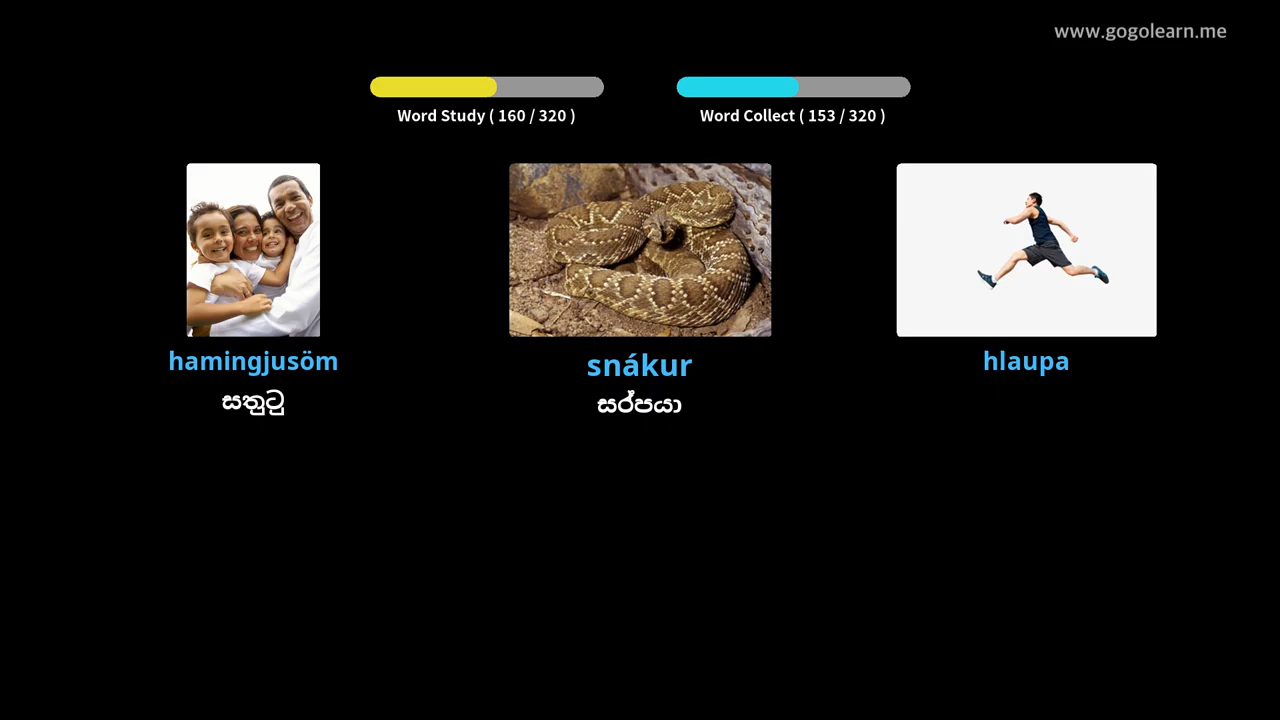 www.gogolearn.me
Word Study ( 160 / 320 )
Word Collect ( 153 / 320 )
hamingjusöm
snákur
hlaupa
සතුටු
සර්පයා